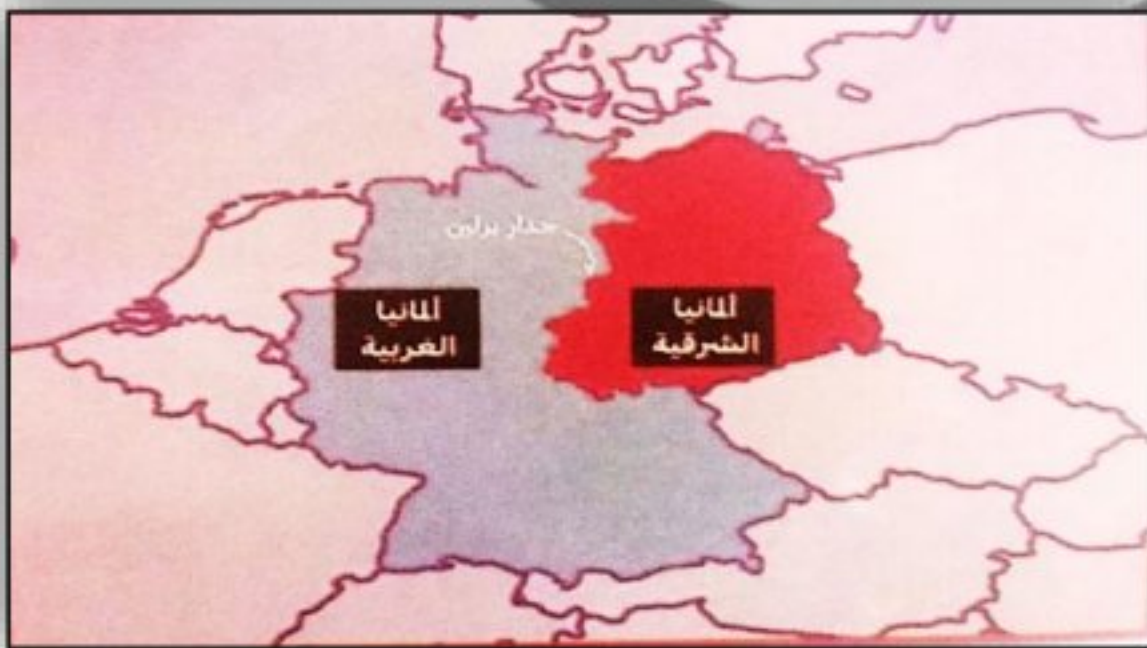 جدار برلين
ألمانيا
الغربية
ألمانيا
الشرقية